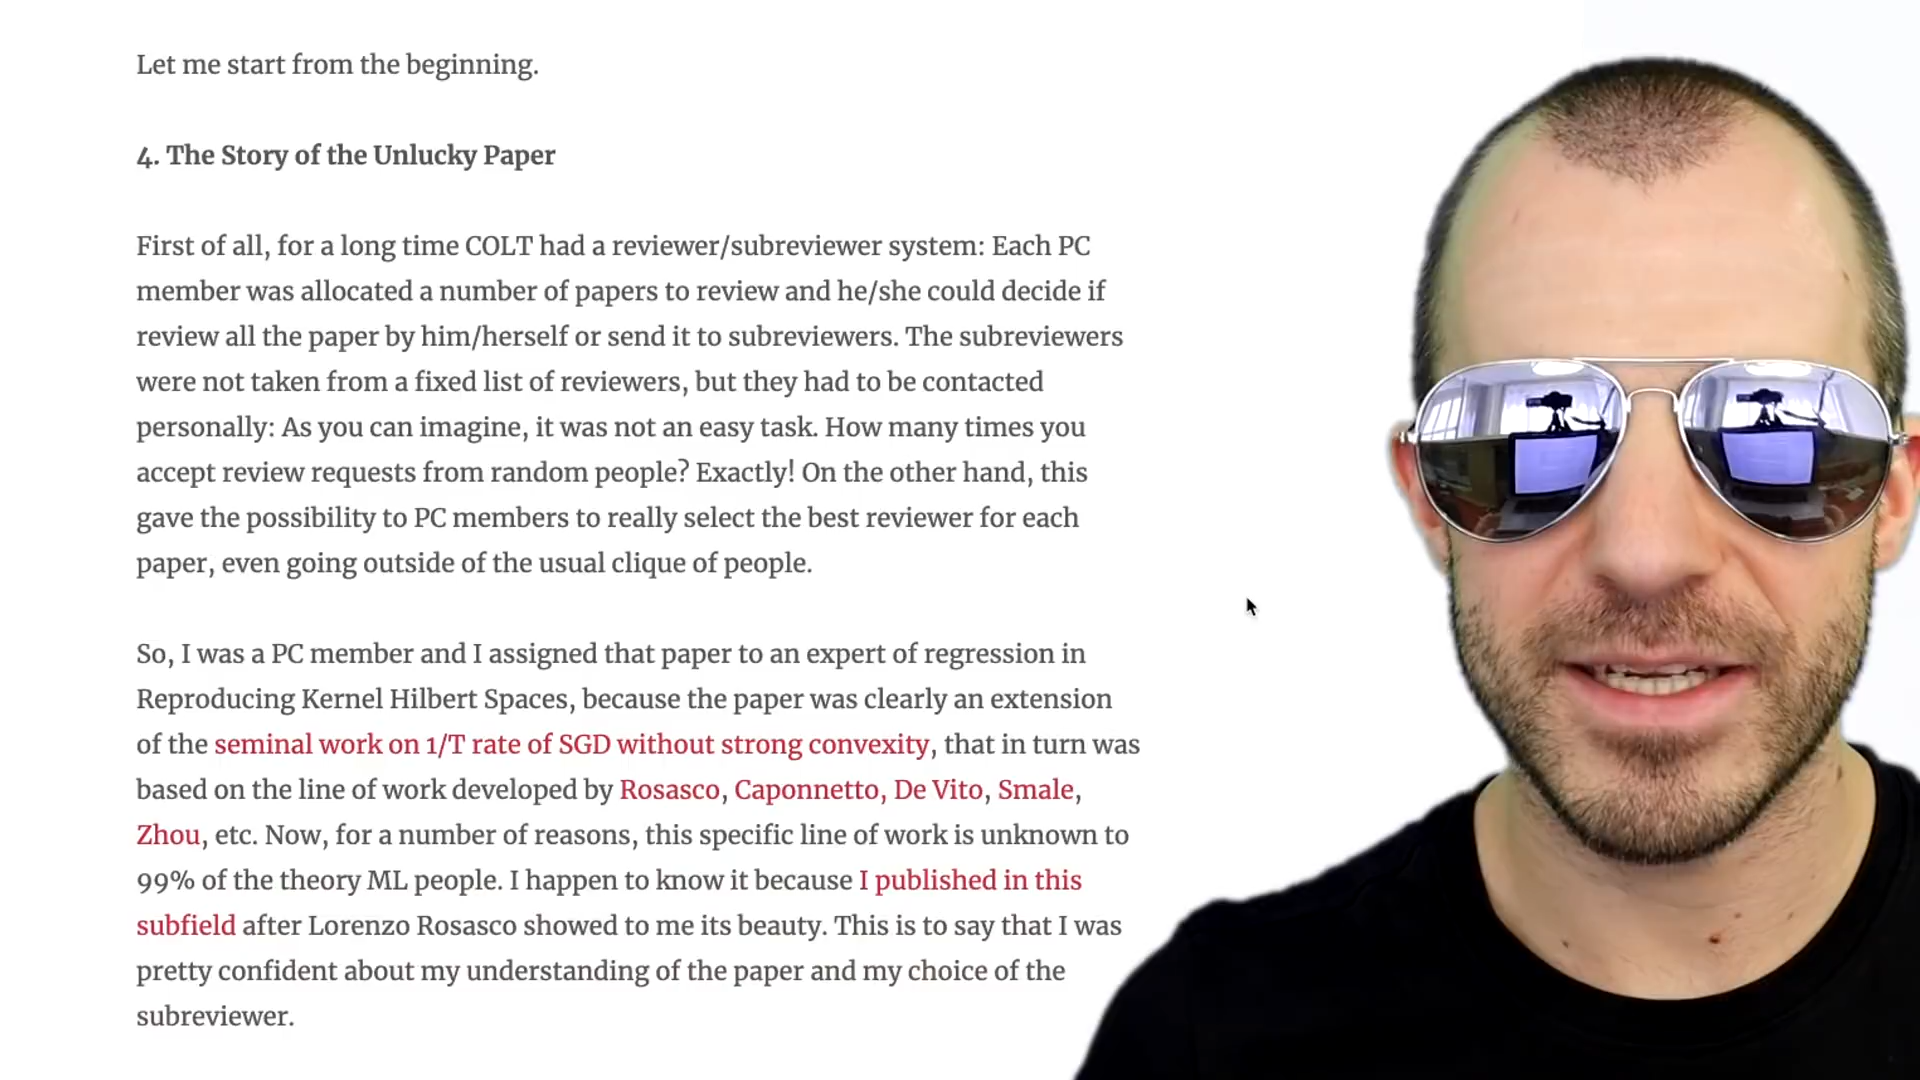 Let me start from the beginning.
4. The Story of the Unlucky Paper
First of all, for a long time COLT had a reviewer/subreviewer system: Each PC
member was allocated a number of papers to review and he/she could decide if
review all the paper by him/herself or send it to subreviewers. The subreviewers
were not taken from a fixed list of reviewers, but they had to be contacted
personally: As you can imagine, it was not an easy task. How many times you
accept review requests from random people? Exactly! On the other hand, this
gave the possibility to PC members to really select the best reviewer for each
paper, even going outside of the usual clique of people.
So, I was a PC member and I assigned that paper to an expert of regression in
Reproducing Kernel Hilbert Spaces, because the paper was clearly an extension
of the seminal work on 1/T rate of SGD without strong convexity, that in turn was
based on the line of work developed by Rosasco, Caponnetto, De Vito, Smale,
Zhou, etc. Now, for a number of reasons, this specific line of work is unknown to
99% of the theory ML people. I happen to know it because I published in this
subfield after Lorenzo Rosasco showed to me its beauty. This is to say that I was
pretty confident about my understanding of the paper and my choice of the
subreviewer.